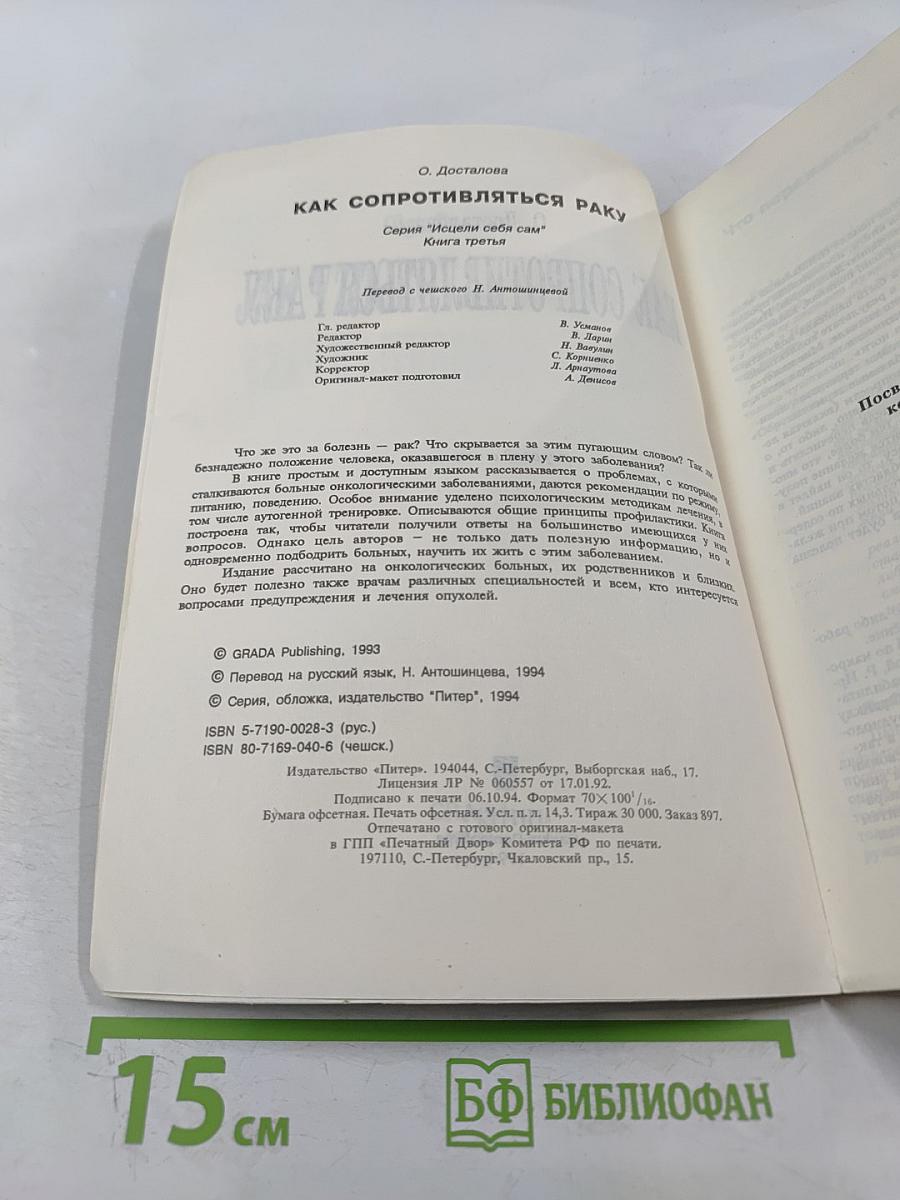 О. Досталова
КАК СОПРОТИВЛЯТЬСЯ РАКУ
Серия "Исцели себя сам"
Книга третья
Перевод с чешского Н. Антошинцевой
Гл. редактор В. Усманов
Редактор В. Ларин
Художественный редактор Н. Вавулин
Художник С. Корниенко
Корректор Л. Арнаутова
Оригинал-макет подготовил А. Денисов
Что же это за болезнь — рак? Что скрывается за этим пугающим словом? Так ли
безнадежно положение человека, оказавшегося в плену у этого заболевания?
В книге простым и доступным языком рассказывается о проблемах, с которыми
сталкиваются больные онкологическими заболеваниями, даются рекомендации по режиму,
питанию, поведению. Особое внимание уделено психологическим методикам лечения, в
том числе аутогенной тренировке. Описываются общие принципы профилактики. Книга
построена так, чтобы читатели получили ответы на большинство имеющихся у них
вопросов. Однако цель авторов — не только дать полезную информацию, но и
одновременно подбодрить больных, научить их жить с этим заболеванием.
Издание рассчитано на онкологических больных, их родственников и близких.
Оно будет полезно также врачам различных специальностей и всем, кто интересуется
вопросами предупреждения и лечения опухолей.
© GRADA Publishing, 1993
© Перевод на русский язык, Н. Антошинцева, 1994
© Серия, обложка, издательство "Питер", 1994
ISBN 5-7190-0028-3 (рус.)
ISBN 80-7169-040-6 (чешск.)
Издательство «Питер». 194044, С.-Петербург, Выборгская наб., 17.
Лицензия ЛР № 060557 от 17.01.92.
Подписано к печати 06.10.94. Формат 70×100¹/₁₆.
Бумага офсетная. Печать офсетная. Усл. п. л. 14,3. Тираж 30 000. Заказ 897.
Отпечатано с готового оригинал-макета
в ГПП «Печатный Двор» Комитета РФ по печати.
197110, С.-Петербург, Чкаловский пр., 15.
15 см
БФ БИБЛИОФАН